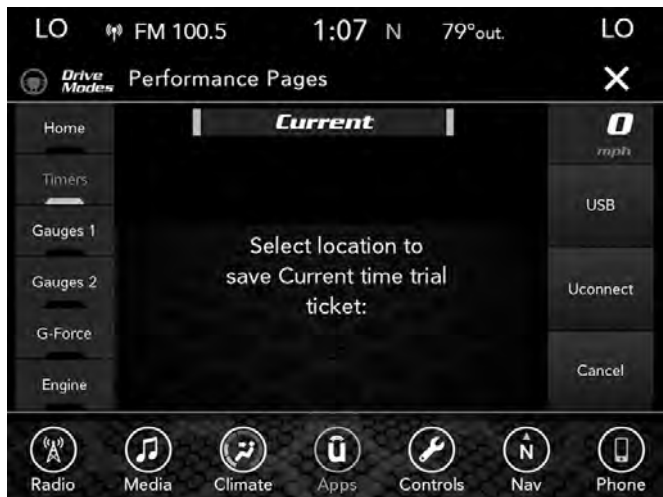 LO FM 100.5 1:07 N 79°out. LO
Drive Modes Performance Pages X
Home
Timers
Gauges 1
Gauges 2
G-Force
Engine
Current
Select location to
save Current time trial
ticket:
0
mph
USB
Uconnect
Cancel
Radio Media Climate Apps Controls Nav Phone
ū
N